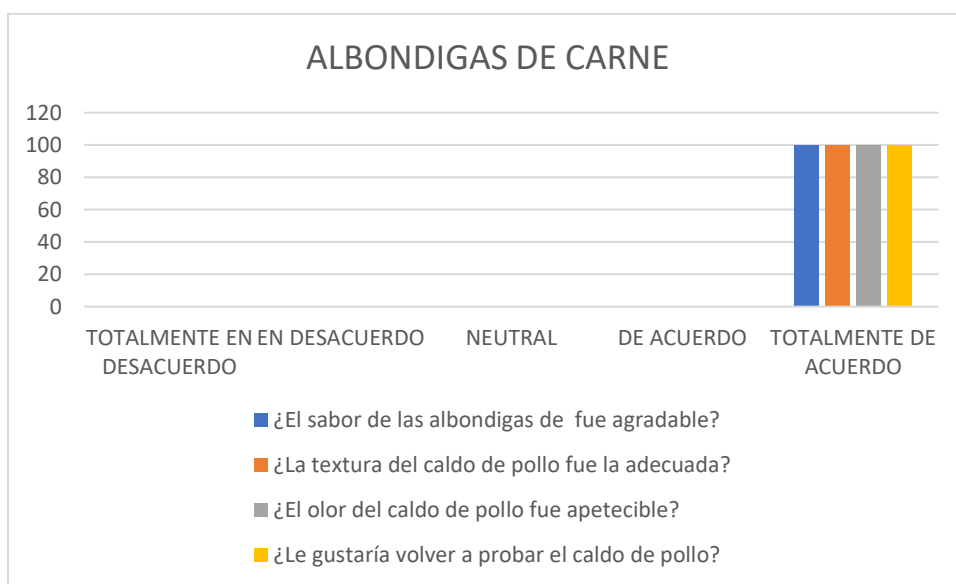 ALBONDIGAS DE CARNE
120
100
80
60
40
20
0
TOTALMENTE EN DESACUERDO
EN DESACUERDO
NEUTRAL
DE ACUERDO
TOTALMENTE DE ACUERDO
¿El sabor de las albondigas de  fue agradable?
¿La textura del caldo de pollo fue la adecuada?
¿El olor del caldo de pollo fue apetecible?
¿Le gustaría volver a probar el caldo de pollo?